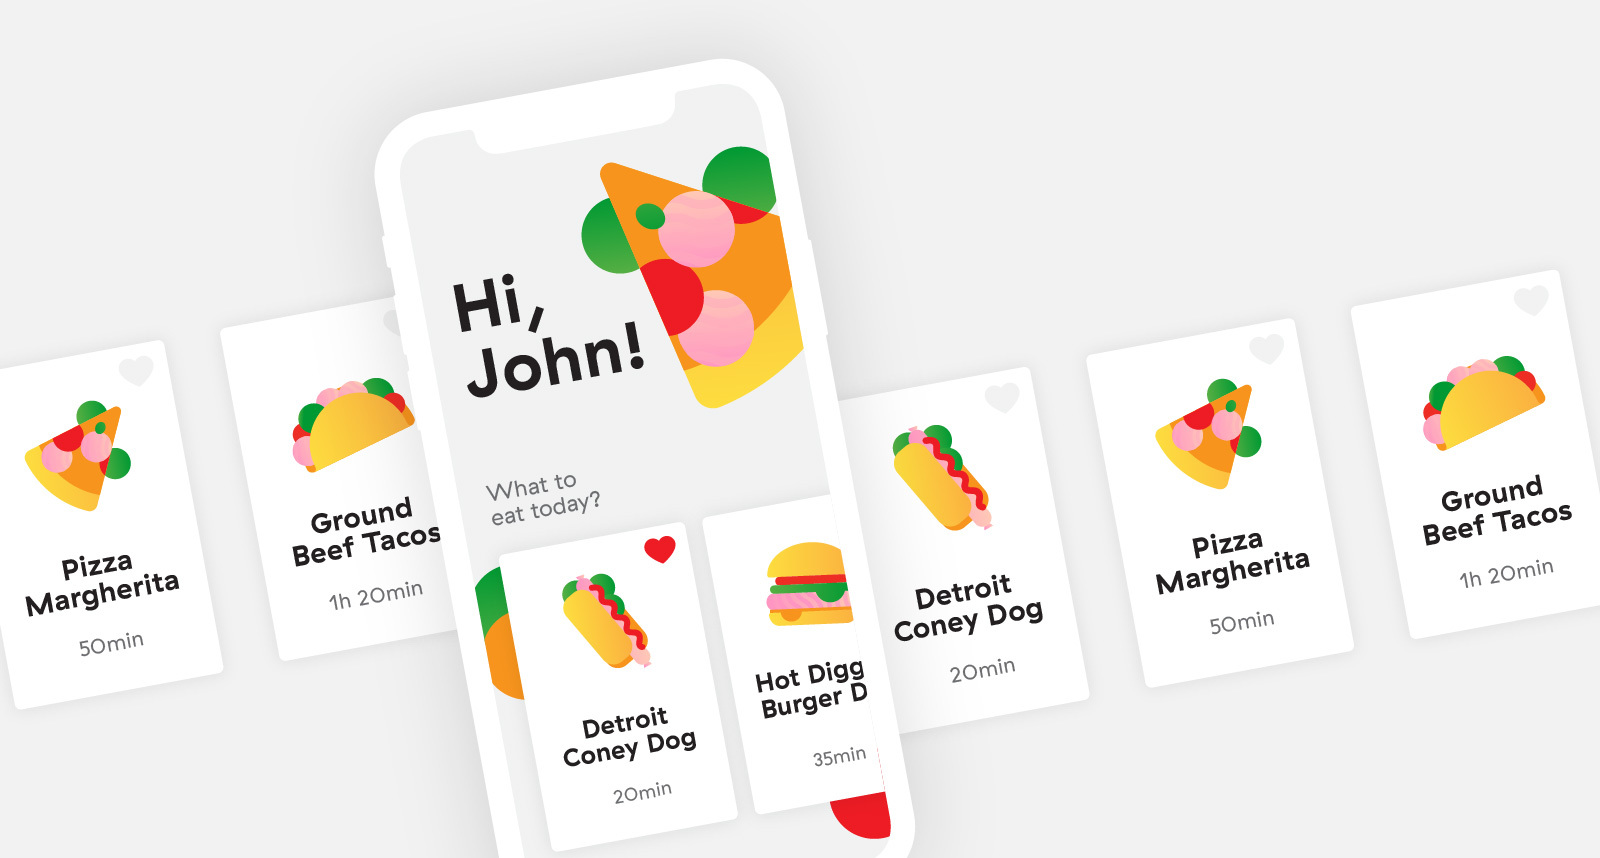 Hi,
John!
What to
eat today?
Detroit
Coney Dog
20min
Hot Digg
Burger D
35min
Pizza
Margherita
50min
Ground
Beef Tacos
1h 20min
Detroit
Coney Dog
20min
Pizza
Margherita
50min
Ground
Beef Tacos
1h 20min